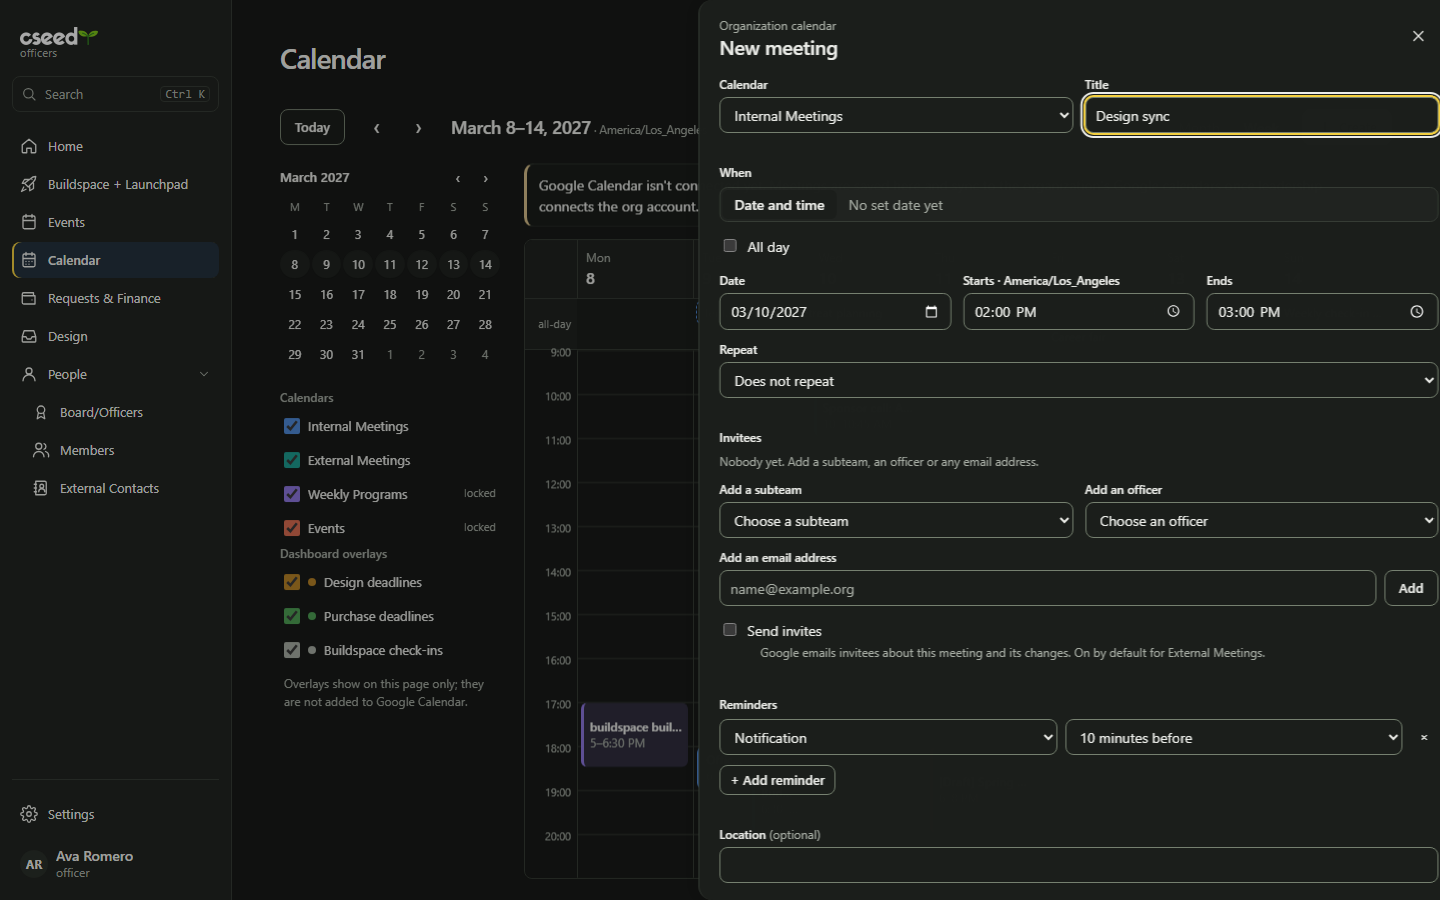 cseed
officers
Search
Ctrl K
Home
Buildspace + Launchpad
Events
Calendar
Requests & Finance
Design
People
Board/Officers
Members
External Contacts
Settings
AR
Ava Romero
officer
Calendar
Today
March 8–14, 2027 · America/Los_Angele
March 2027
M T W T F S S
1 2 3 4 5 6 7
8 9 10 11 12 13 14
15 16 17 18 19 20 21
22 23 24 25 26 27 28
29 30 31 1 2 3 4
Calendars
Internal Meetings
External Meetings
Weekly Programs locked
Events locked
Dashboard overlays
Design deadlines
Purchase deadlines
Buildspace check-ins
Overlays show on this page only; they
are not added to Google Calendar.
Google Calendar isn't con
connects the org account.
Mon
8
all-day
9:00
10:00
11:00
12:00
13:00
14:00
15:00
16:00
17:00
buildspace buil...
5–6:30 PM
18:00
19:00
20:00
Organization calendar
New meeting
Calendar
Internal Meetings
Title
Design sync
When
Date and time
No set date yet
All day
Date
03/10/2027
Starts · America/Los_Angeles
02:00 PM
Ends
03:00 PM
Repeat
Does not repeat
Invitees
Nobody yet. Add a subteam, an officer or any email address.
Add a subteam
Choose a subteam
Add an officer
Choose an officer
Add an email address
name@example.org
Add
Send invites
Google emails invitees about this meeting and its changes. On by default for External Meetings.
Reminders
Notification
10 minutes before
+ Add reminder
Location (optional)